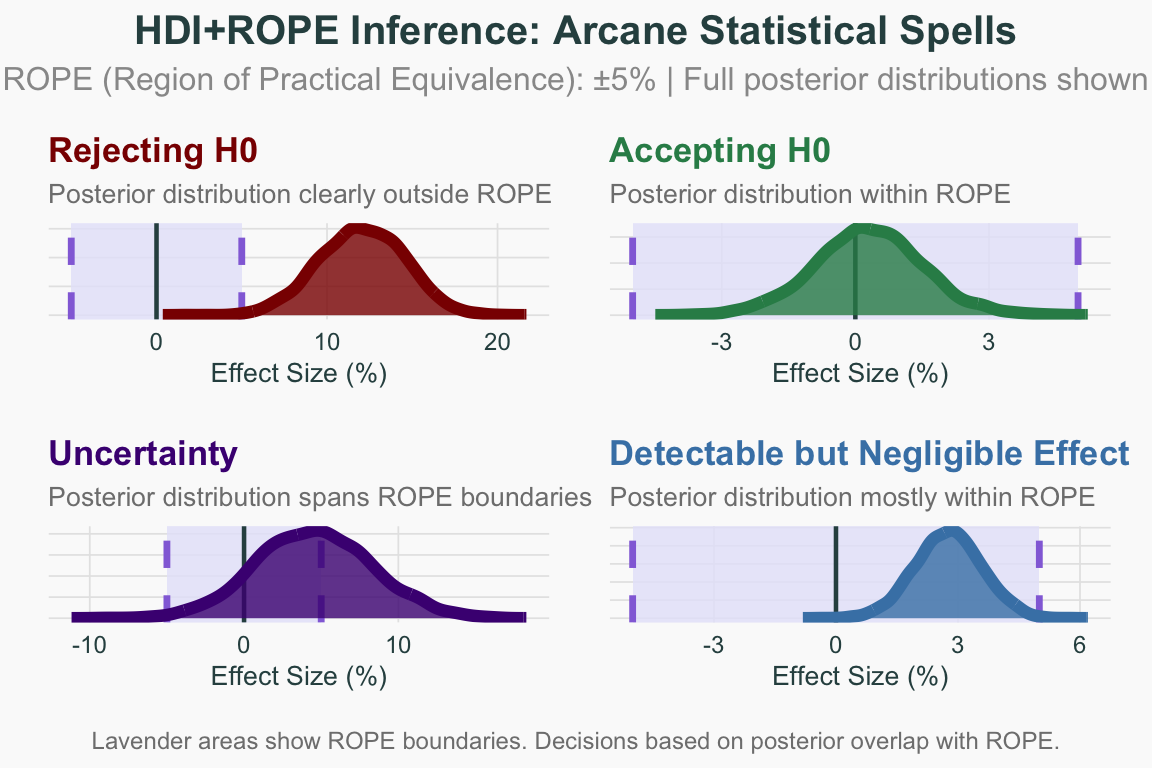 HDI+ROPE Inference: Arcane Statistical Spells
ROPE (Region of Practical Equivalence): ±5% | Full posterior distributions shown
Rejecting H0
Posterior distribution clearly outside ROPE
0 10 20
Effect Size (%)
Accepting H0
Posterior distribution within ROPE
-3 0 3
Effect Size (%)
Uncertainty
Posterior distribution spans ROPE boundaries
-10 0 10
Effect Size (%)
Detectable but Negligible Effect
Posterior distribution mostly within ROPE
-3 0 3 6
Effect Size (%)
Lavender areas show ROPE boundaries. Decisions based on posterior overlap with ROPE.